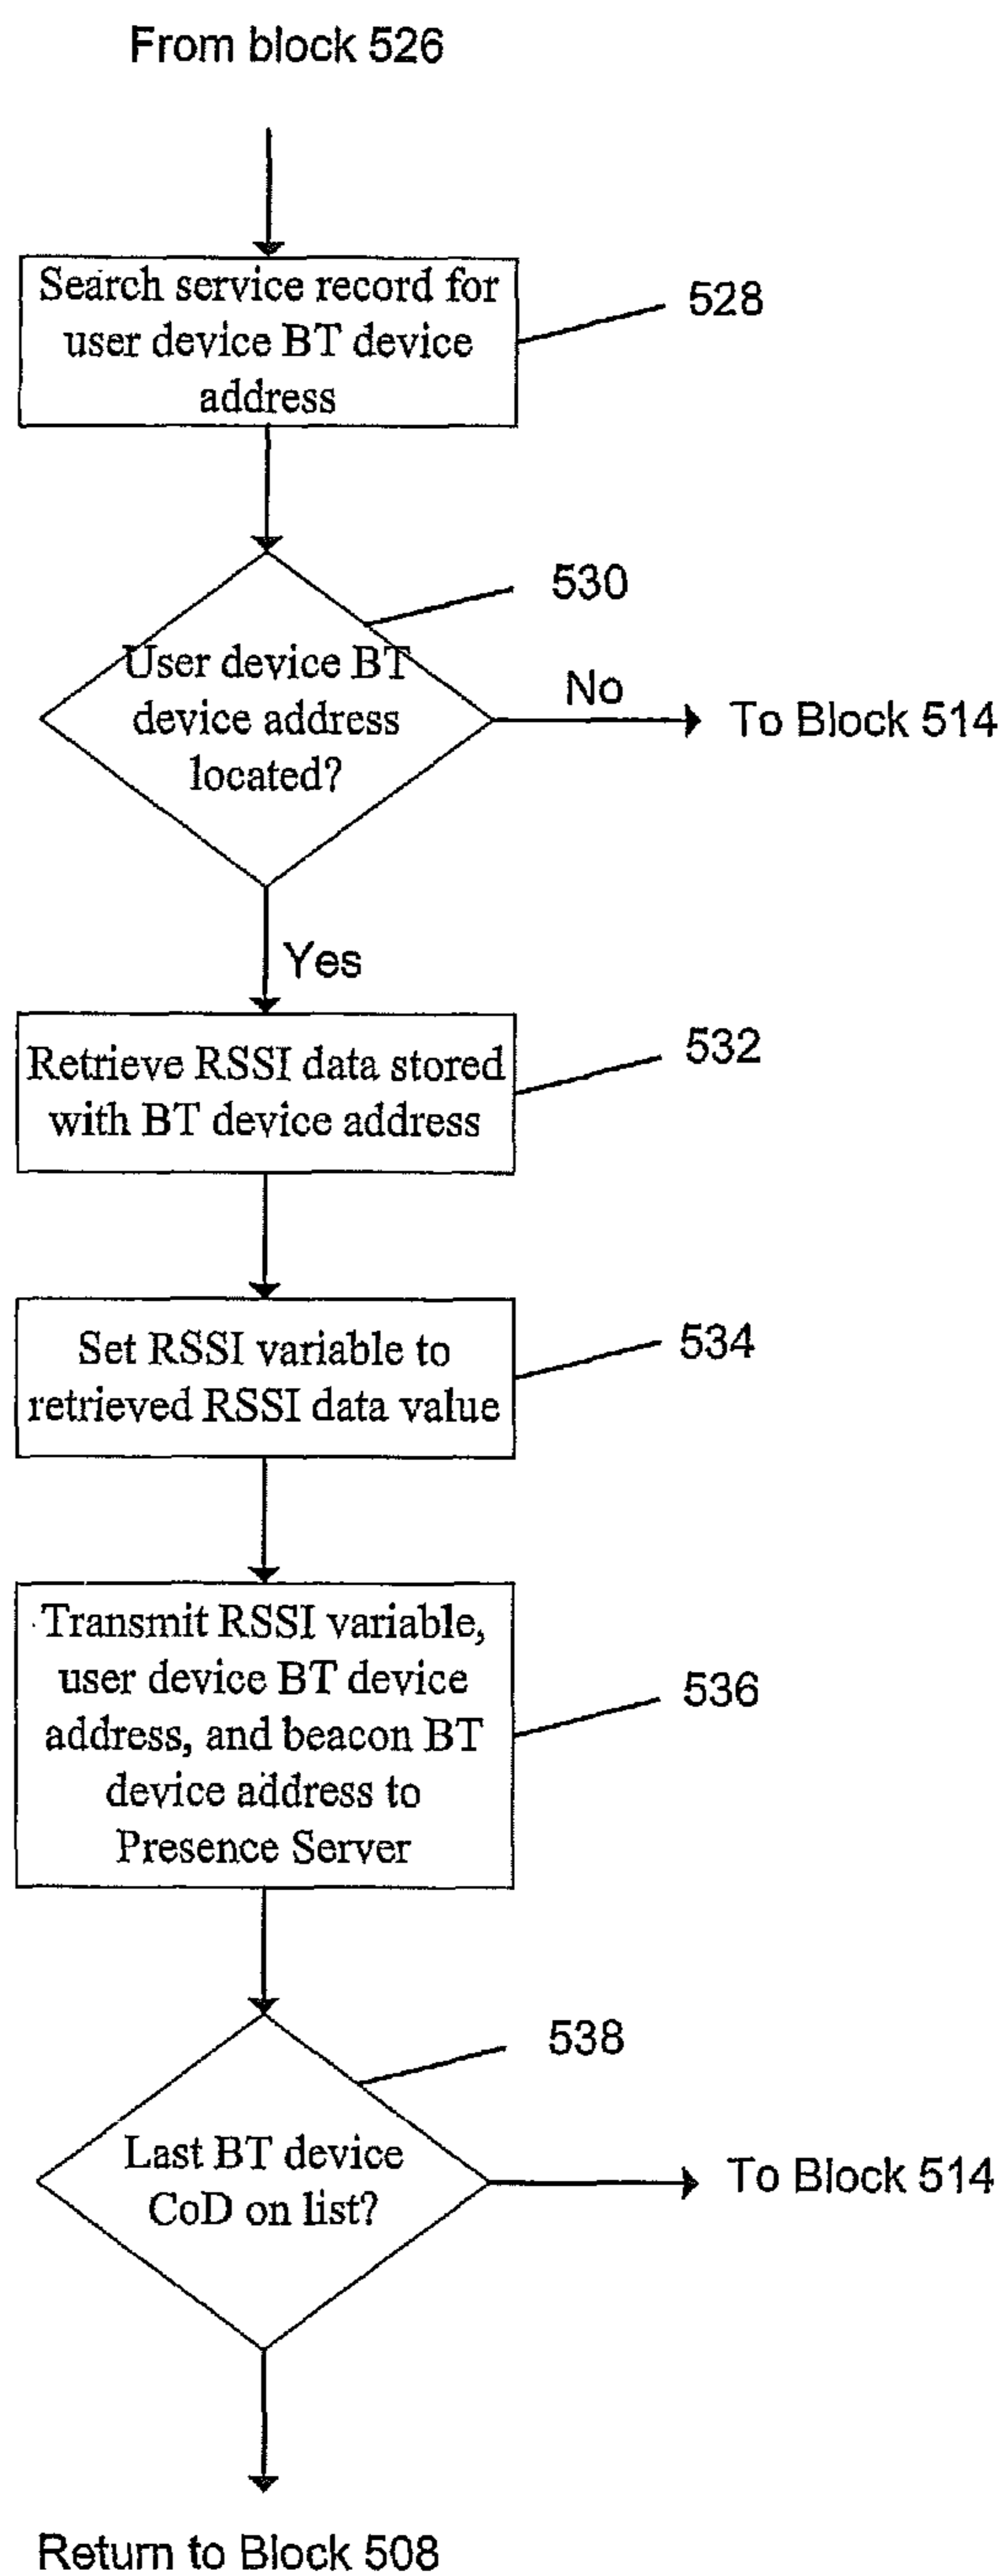 From block 526
Search service record for
user device BT device
address
528
530
User device BT
device address
located?
No
To Block 514
Yes
Retrieve RSSI data stored
with BT device address
532
Set RSSI variable to
retrieved RSSI data value
534
Transmit RSSI variable,
user device BT device
address, and beacon BT
device address to
Presence Server
536
538
Last BT device
CoD on list?
To Block 514
Return to Block 508